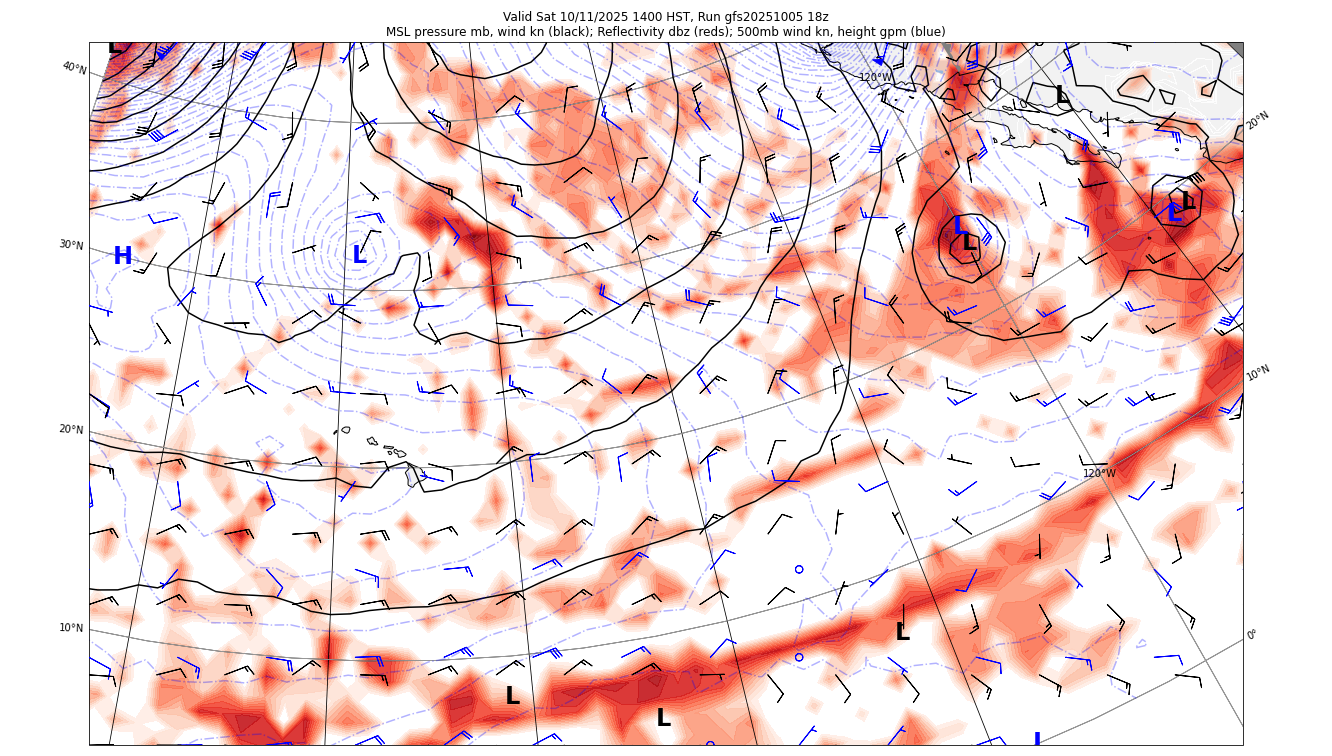 Valid Sat 10/11/2025 1400 HST, Run gfs20251005 18z
MSL pressure mb, wind kn (black); Reflectivity dbz (reds); 500mb wind kn, height gpm (blue)
L
40°N
120°W
L
20°N
L
L
L
L
30°N
H
L
10°N
20°N
120°W
10°N
L
0°
L
L
L